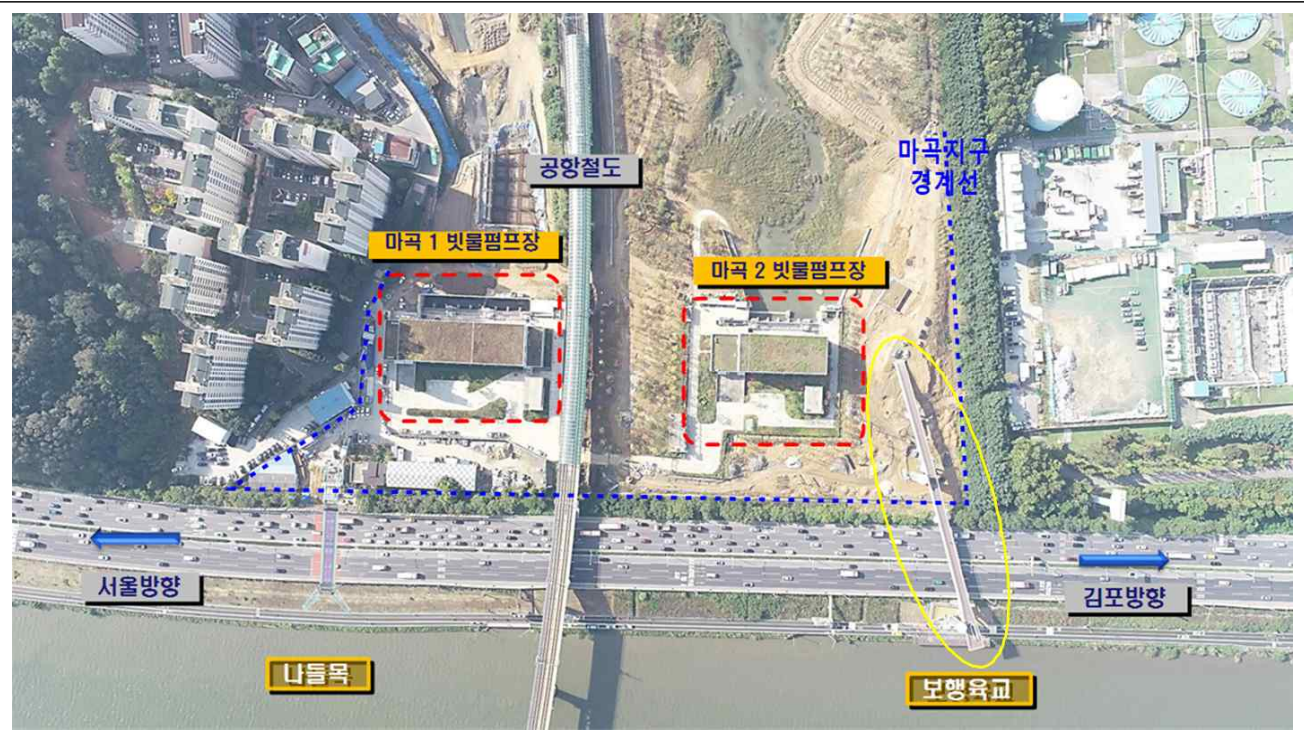 마곡지구
경계선
공항철도
마곡 1 빗물펌프장
마곡 2 빗물펌프장
서울방향
김포방향
나들목
보행육교